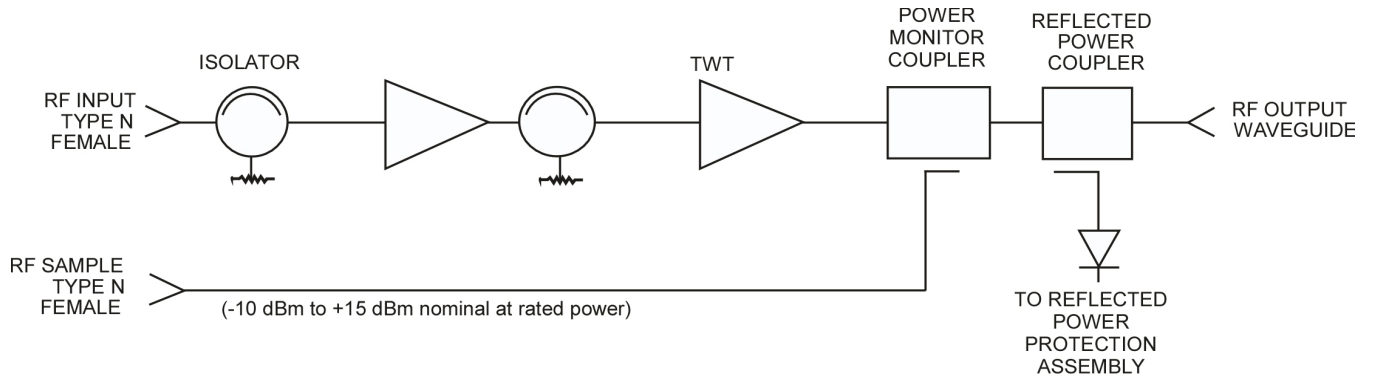 POWER
MONITOR
COUPLER
REFLECTED
POWER
COUPLER
ISOLATOR
TWT
RF INPUT
TYPE N
FEMALE
RF OUTPUT
WAVEGUIDE
RF SAMPLE
TYPE N
FEMALE
(-10 dBm to +15 dBm nominal at rated power)
TO REFLECTED
POWER
PROTECTION
ASSEMBLY